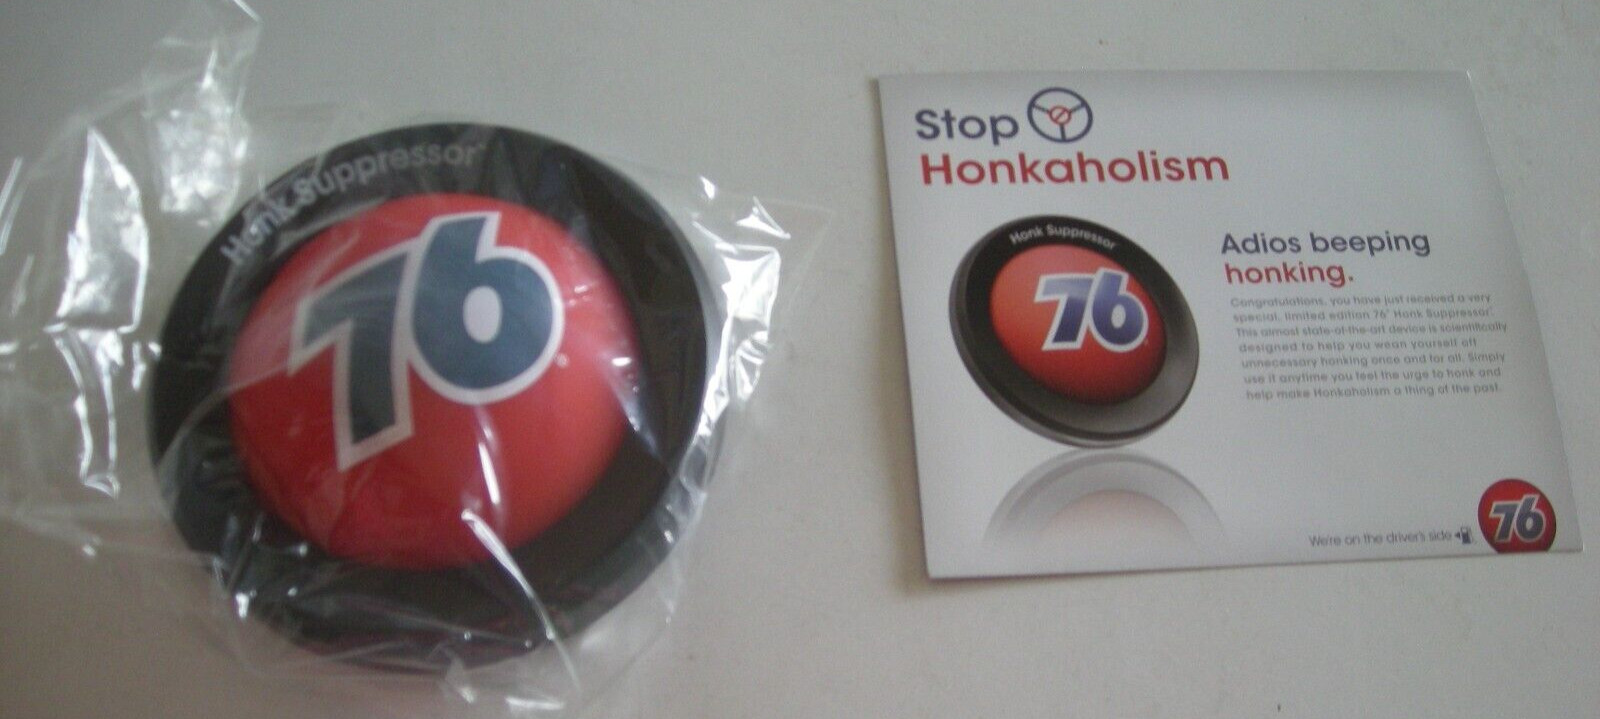 Honk Suppressor
76
Stop
Honkaholism
Honk Suppressor
76
Adios beeping
honking.
Congratulations, you have just received a very
special, limited edition 76® Honk Suppressor™.
This almost state-of-the-art device is scientifically
designed to help you wean yourself off
unnecessary honking once and for all. Simply
use it anytime you feel the urge to honk and
help make Honkaholism a thing of the past.
We're on the driver's side
76